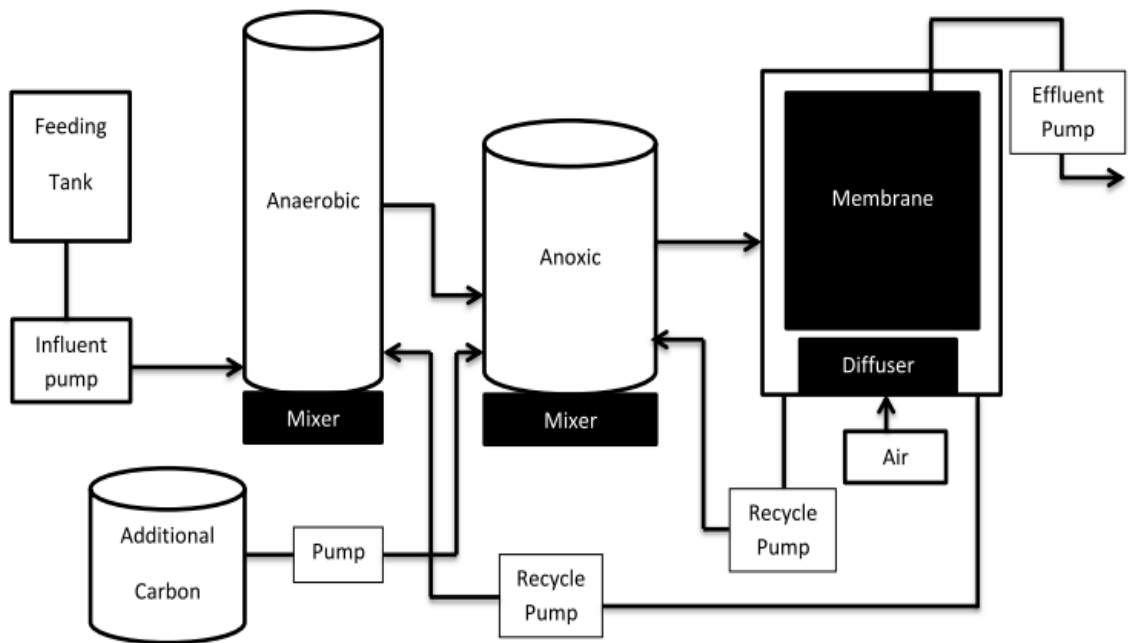 Feeding
Tank
Influent
pump
Anaerobic
Mixer
Anoxic
Mixer
Membrane
Diffuser
Effluent
Pump
Air
Additional
Carbon
Pump
Recycle
Pump
Recycle
Pump